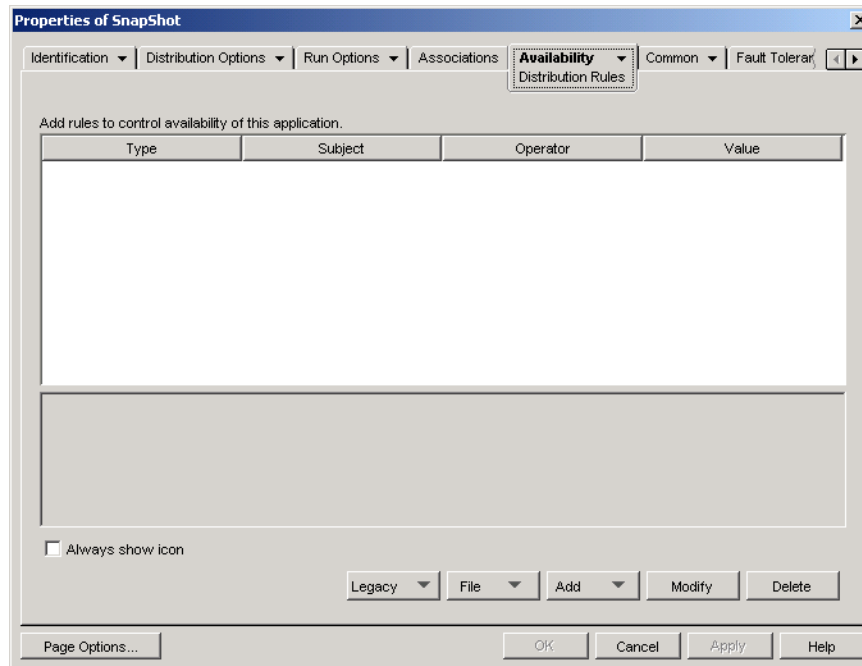 Properties of SnapShot
Identification Distribution Options Run Options Associations Availability Common Fault
Distribution Rules
Add rules to control availability of this application.
Type Subject Operator Value
Always show icon
Legacy File Add Modify Delete
Page Options... OK Cancel Apply Help